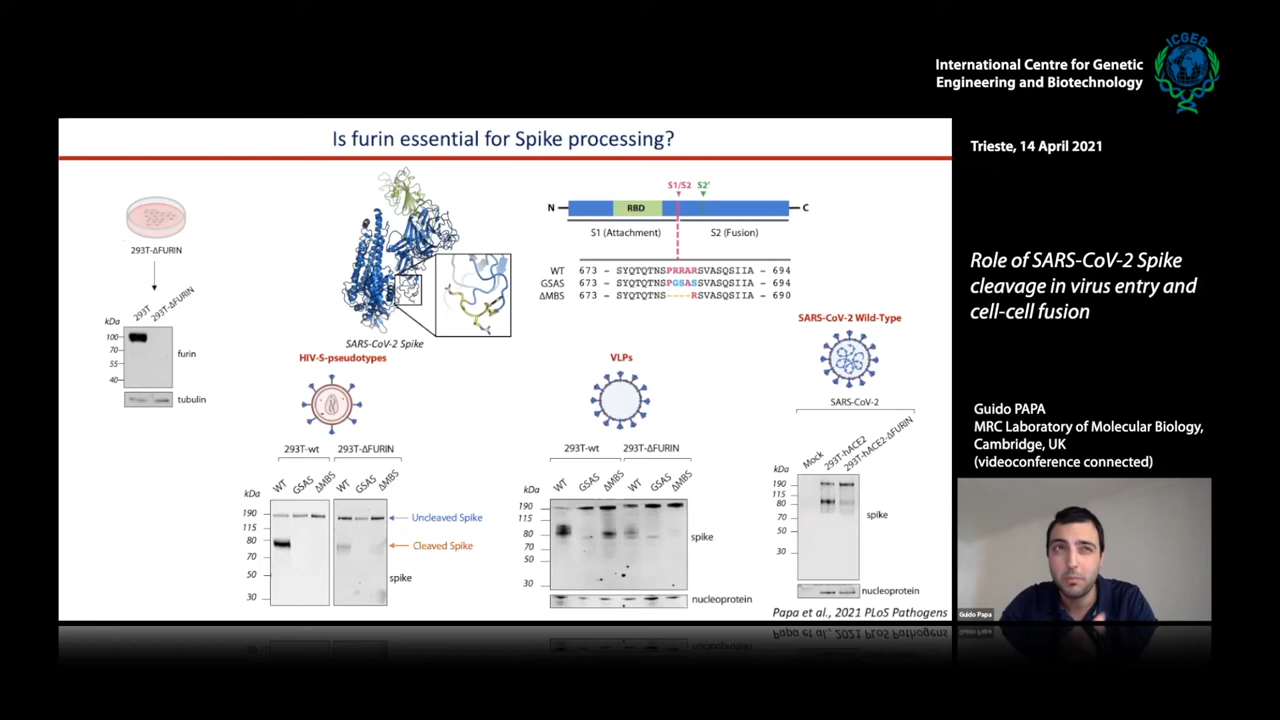 ICGEB
International Centre for Genetic
Engineering and Biotechnology
Trieste, 14 April 2021
Role of SARS-CoV-2 Spike
cleavage in virus entry and
cell-cell fusion
Guido PAPA
MRC Laboratory of Molecular Biology,
Cambridge, UK
(videoconference connected)
Guido Papa
Is furin essential for Spike processing?
293T-ΔFURIN
293T
293T-ΔFURIN
kDa
100
70
55
40
furin
tubulin
SARS-CoV-2 Spike
S1/S2 S2'
N RBD C
S1 (Attachment) S2 (Fusion)
WT 673 - SYQTQTNSPRRARSVASQSIIA - 694
GSAS 673 - SYQTQTNSPGSASSVASQSIIA - 694
ΔMBS 673 - SYQTQTNS----RSVASQSIIA - 690
HIV-S-pseudotypes
293T-wt 293T-ΔFURIN
WT GSAS ΔMBS WT GSAS ΔMBS
kDa
190
115
80
70
50
30
Uncleaved Spike
Cleaved Spike
spike
VLPs
293T-wt 293T-ΔFURIN
WT GSAS ΔMBS WT GSAS ΔMBS
kDa
190
115
80
70
50
30
spike
nucleoprotein
SARS-CoV-2 Wild-Type
SARS-CoV-2
Mock 293T-hACE2 293T-hACE2-ΔFURIN
kDa
190
115
80
70
50
30
spike
nucleoprotein
Papa et al., 2021 PLoS Pathogens